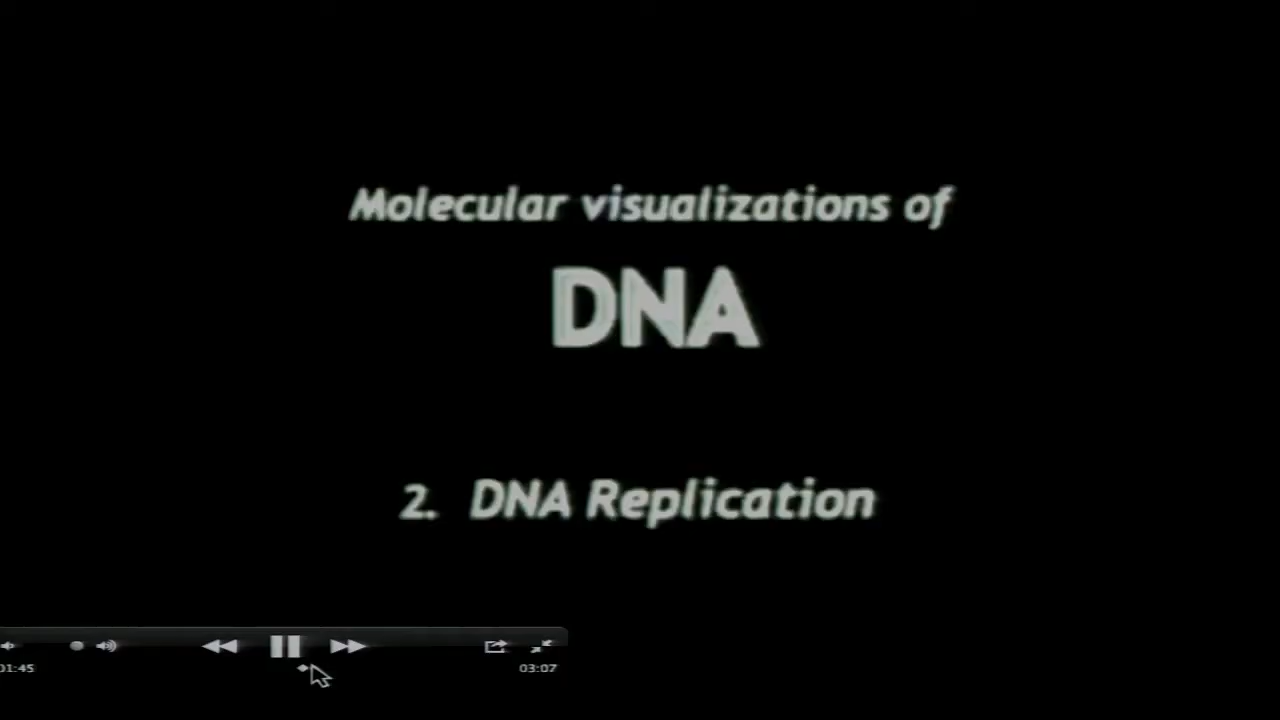 Molecular visualizations of
DNA
2. DNA Replication
01:45
03:07